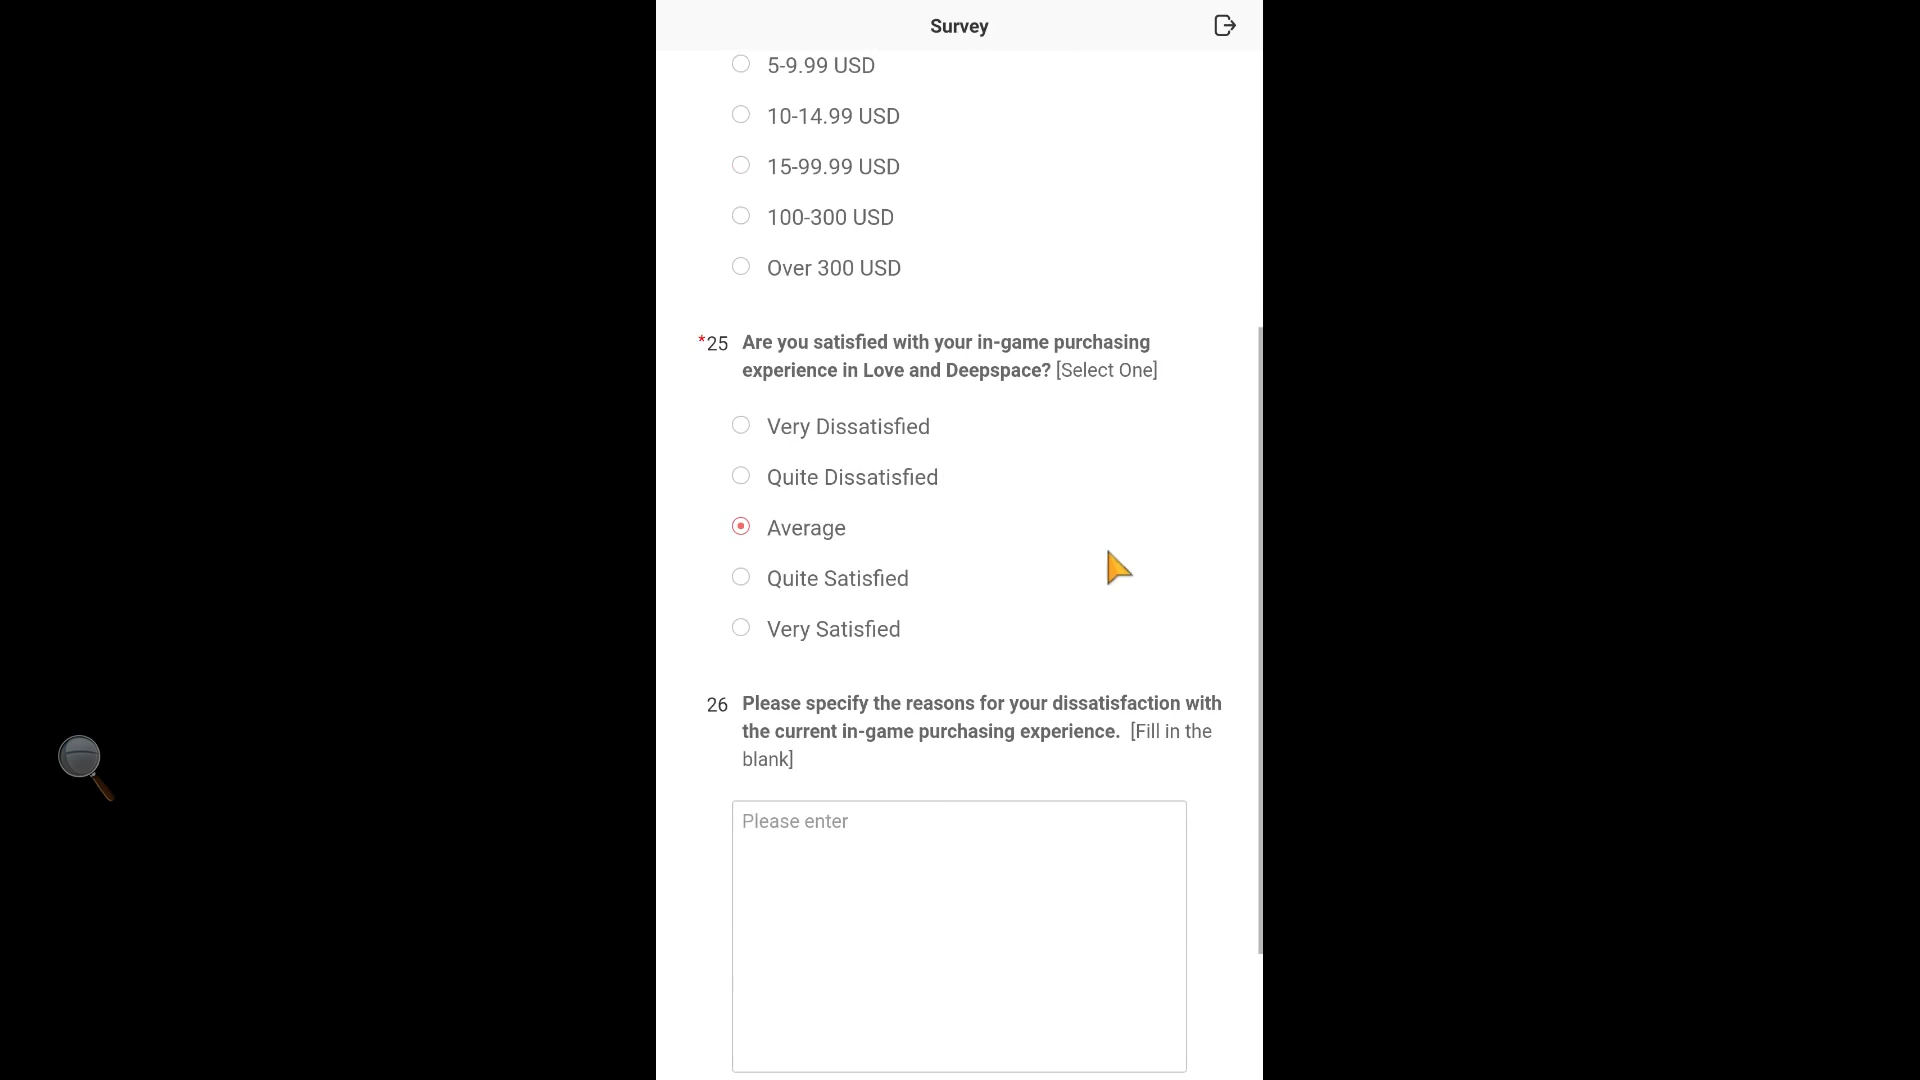 Survey
5-9.99 USD
10-14.99 USD
15-99.99 USD
100-300 USD
Over 300 USD
*25 Are you satisfied with your in-game purchasing
experience in Love and Deepspace? [Select One]
Very Dissatisfied
Quite Dissatisfied
Average
Quite Satisfied
Very Satisfied
26 Please specify the reasons for your dissatisfaction with
the current in-game purchasing experience. [Fill in the
blank]
Please enter